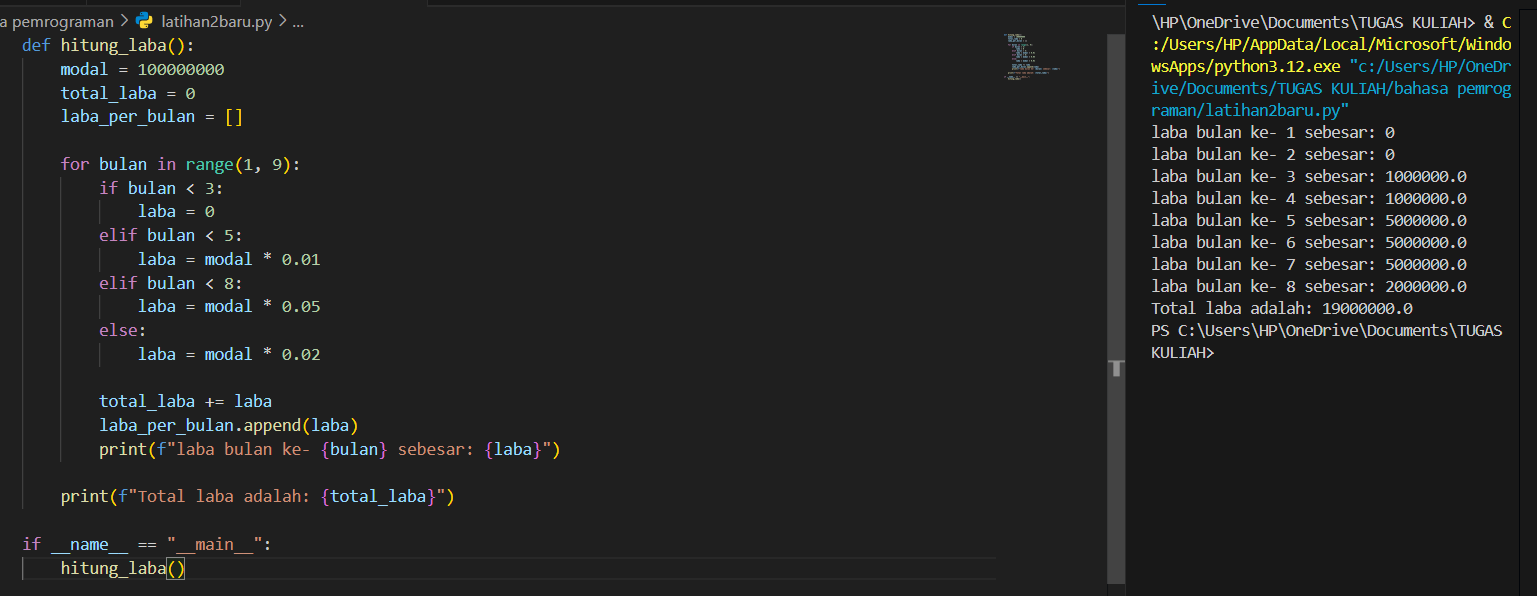 a pemrograman > latihan2baru.py > ...
def hitung_laba():
    modal = 100000000
    total_laba = 0
    laba_per_bulan = []

    for bulan in range(1, 9):
        if bulan < 3:
            laba = 0
        elif bulan < 5:
            laba = modal * 0.01
        elif bulan < 8:
            laba = modal * 0.05
        else:
            laba = modal * 0.02

        total_laba += laba
        laba_per_bulan.append(laba)
        print(f"laba bulan ke- {bulan} sebesar: {laba}")

    print(f"Total laba adalah: {total_laba}")

if __name__ == "__main__":
    hitung_laba()
\HP\OneDrive\Documents\TUGAS KULIAH> & C
:/Users/HP/AppData/Local/Microsoft/Windo
wsApps/python3.12.exe "c:/Users/HP/OneDr
ive/Documents/TUGAS KULIAH/bahasa pemrog
raman/latihan2baru.py"
laba bulan ke- 1 sebesar: 0
laba bulan ke- 2 sebesar: 0
laba bulan ke- 3 sebesar: 1000000.0
laba bulan ke- 4 sebesar: 1000000.0
laba bulan ke- 5 sebesar: 5000000.0
laba bulan ke- 6 sebesar: 5000000.0
laba bulan ke- 7 sebesar: 5000000.0
laba bulan ke- 8 sebesar: 2000000.0
Total laba adalah: 19000000.0
PS C:\Users\HP\OneDrive\Documents\TUGAS
KULIAH>